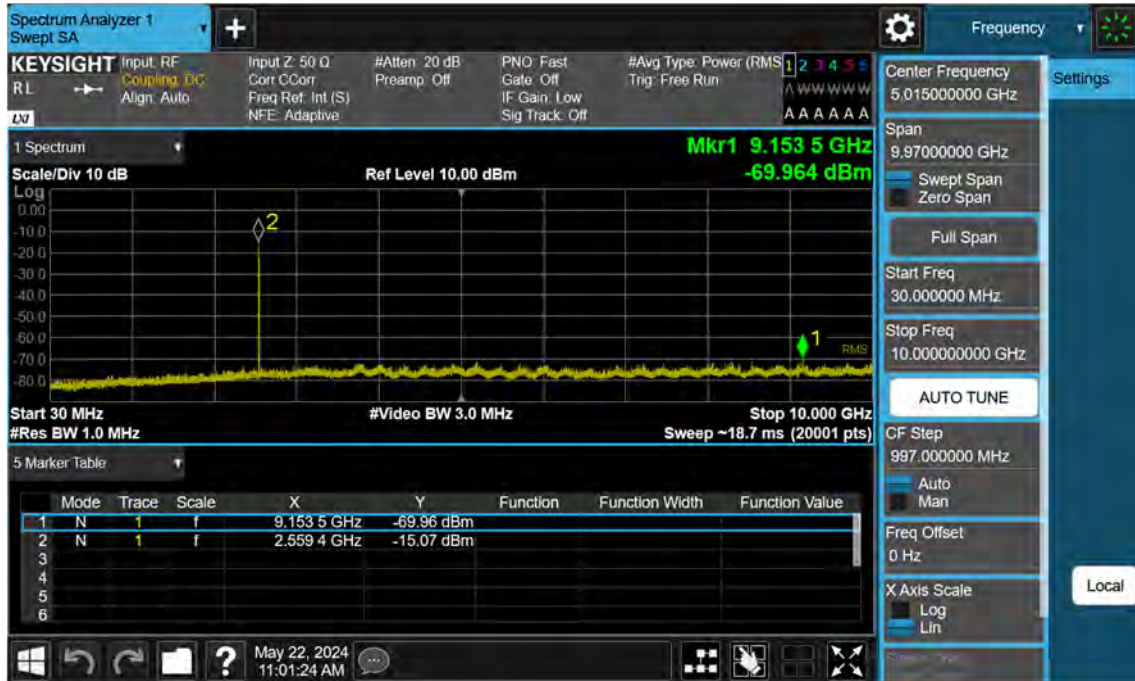 Spectrum Analyzer 1
Swept SA
Frequency
KEYSIGHT
Input: RF
Input Z: 50 Ω
#Atten: 20 dB
PNO: Fast
#Avg Type: Power (RMS
1 2 3 4 5 6
RL
Coupling: DC
Corr CCorr
Preamp: Off
Gate: Off
Trig: Free Run
Align: Auto
Freq Ref: Int (S)
IF Gain: Low
A W W W W W
LXI
NFE: Adaptive
Sig Track: Off
A A A A A A
1 Spectrum
Mkr1 9.153 5 GHz
Scale/Div 10 dB
Ref Level 10.00 dBm
-69.964 dBm
Log
0.00
-10.0
-20.0
-30.0
-40.0
-50.0
-60.0
-70.0
-80.0
2
1
RMS
Start 30 MHz
#Video BW 3.0 MHz
Stop 10.000 GHz
#Res BW 1.0 MHz
Sweep ~18.7 ms (20001 pts)
5 Marker Table
Mode Trace Scale X Y Function Function Width Function Value
1 N 1 f 9.153 5 GHz -69.96 dBm
2 N 1 f 2.559 4 GHz -15.07 dBm
3
4
5
6
May 22, 2024
11:01:24 AM
Center Frequency
5.015000000 GHz
Settings
Span
9.97000000 GHz
Swept Span
Zero Span
Full Span
Start Freq
30.000000 MHz
Stop Freq
10.000000000 GHz
AUTO TUNE
CF Step
997.000000 MHz
Auto
Man
Freq Offset
0 Hz
X Axis Scale
Log
Lin
Local